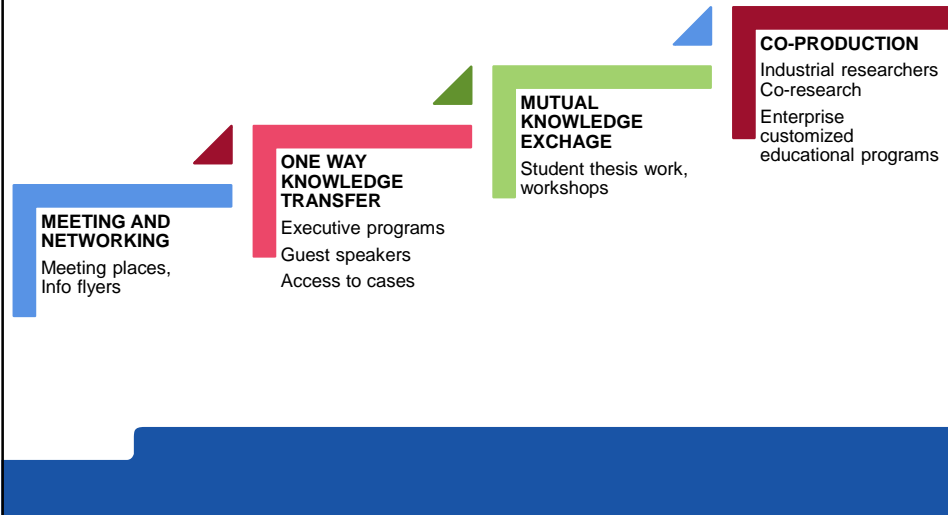 MEETING AND
NETWORKING
Meeting places,
Info flyers
ONE WAY
KNOWLEDGE
TRANSFER
Executive programs
Guest speakers
Access to cases
MUTUAL
KNOWLEDGE
EXCHAGE
Student thesis work,
workshops
CO-PRODUCTION
Industrial researchers
Co-research
Enterprise
customized
educational programs